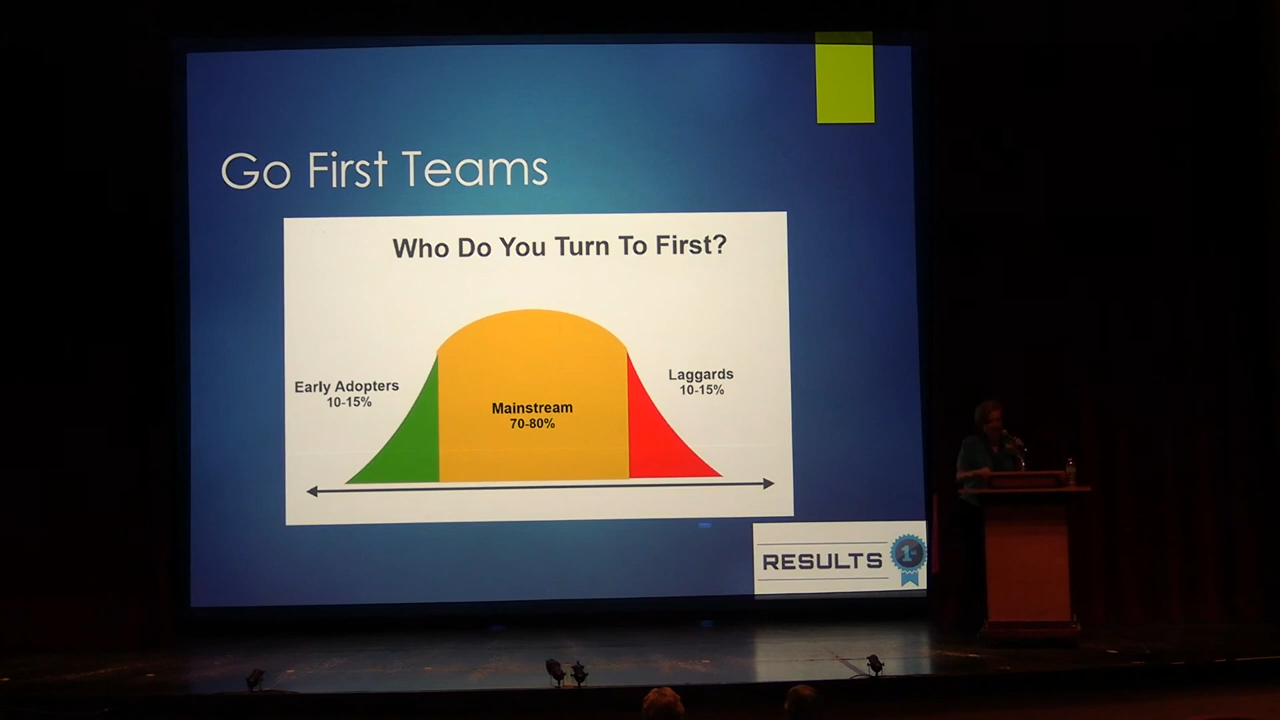 Go First Teams
Who Do You Turn To First?
Early Adopters
10-15%
Mainstream
70-80%
Laggards
10-15%
RESULTS
1